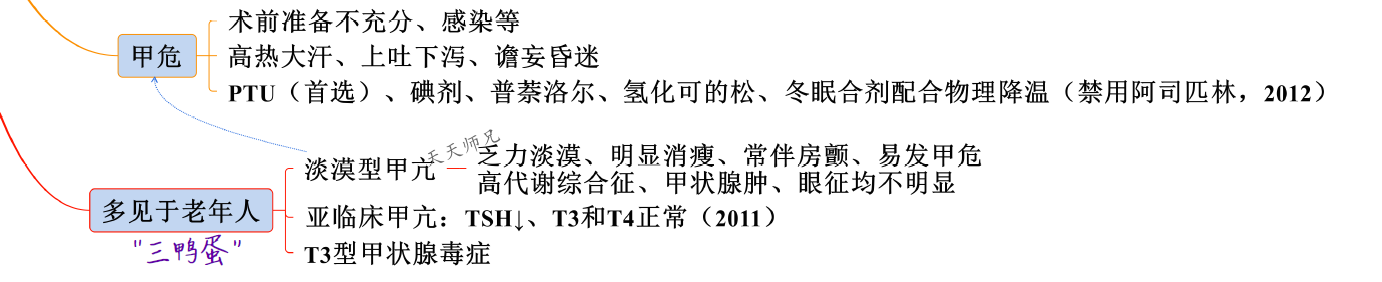 术前准备不充分、感染等
甲危
高热大汗、上吐下泻、谵妄昏迷
PTU（首选）、碘剂、普萘洛尔、氢化可的松、冬眠合剂配合物理降温（禁用阿司匹林，2012）
天天师兄
淡漠型甲亢
乏力淡漠、明显消瘦、常伴房颤、易发甲危
高代谢综合征、甲状腺肿、眼征均不明显
多见于老年人
亚临床甲亢：TSH↓、T3和T4正常（2011）
"三鸭蛋"
T3型甲状腺毒症